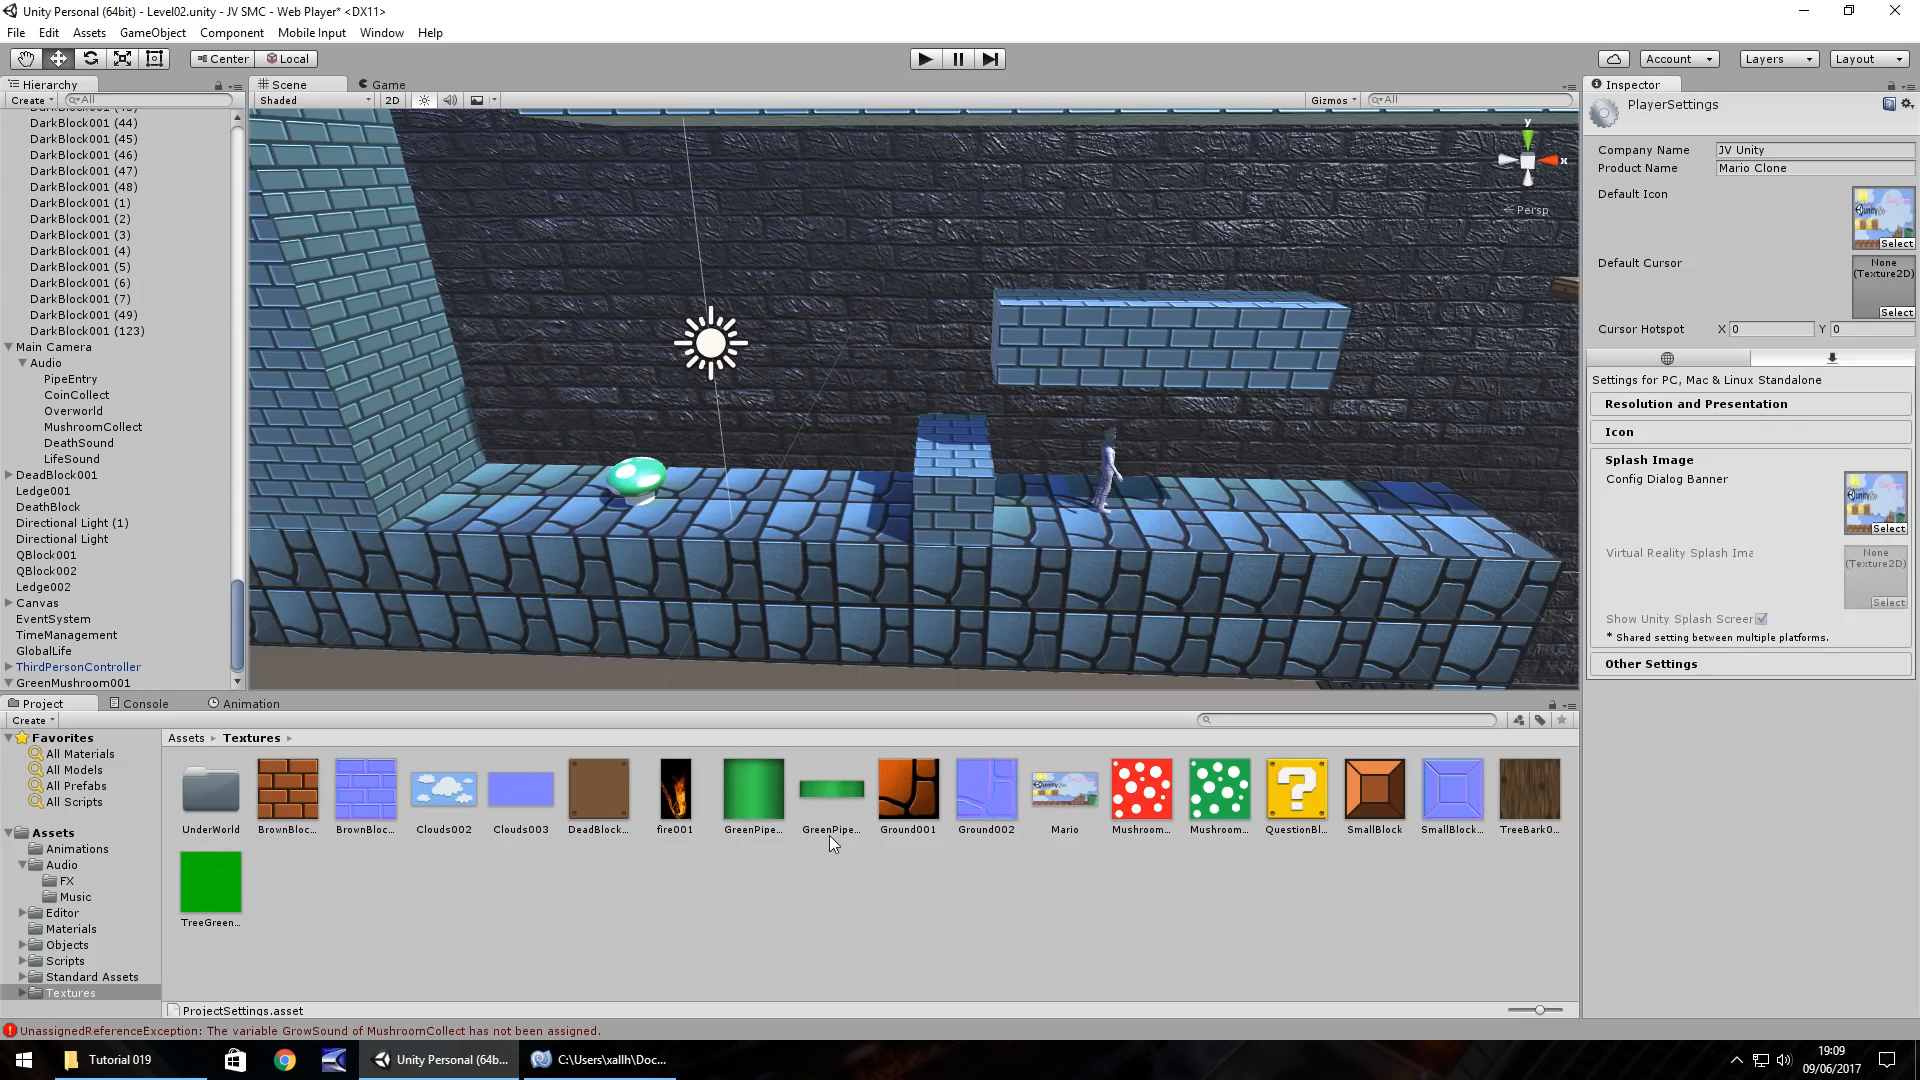 Unity Personal (64bit) - Level02.unity - JV SMC - Web Player* <DX11>
File Edit Assets GameObject Component Mobile Input Window Help
Center Local Account Layers Layout
Hierarchy
Create All
DarkBlock001 (44)
DarkBlock001 (45)
DarkBlock001 (46)
DarkBlock001 (47)
DarkBlock001 (48)
DarkBlock001 (1)
DarkBlock001 (2)
DarkBlock001 (3)
DarkBlock001 (4)
DarkBlock001 (5)
DarkBlock001 (6)
DarkBlock001 (7)
DarkBlock001 (49)
DarkBlock001 (123)
Main Camera
Audio
PipeEntry
CoinCollect
Overworld
MushroomCollect
DeathSound
LifeSound
DeadBlock001
Ledge001
DeathBlock
Directional Light (1)
Directional Light
QBlock001
QBlock002
Ledge002
Canvas
EventSystem
TimeManagement
GlobalLife
ThirdPersonController
GreenMushroom001
Scene Game
Shaded 2D Gizmos All
y
x
Persp
Inspector
PlayerSettings
Company Name JV Unity
Product Name Mario Clone
Default Icon
Select
Default Cursor
None
(Texture2D)
Select
Cursor Hotspot X 0 Y 0
Settings for PC, Mac & Linux Standalone
Resolution and Presentation
Icon
Splash Image
Config Dialog Banner
Select
Virtual Reality Splash Ima
None
(Texture2D)
Select
Show Unity Splash Screen
* Shared setting between multiple platforms.
Other Settings
Project Console Animation
Create
Favorites
All Materials
All Models
All Prefabs
All Scripts
Assets
Animations
Audio
FX
Music
Editor
Materials
Objects
Scripts
Standard Assets
Textures
Assets Textures
UnderWorld BrownBloc... BrownBloc... Clouds002 Clouds003 DeadBlock... fire001 GreenPipe... GreenPipe... Ground001 Ground002 Mario Mushroom... Mushroom... QuestionBl... SmallBlock SmallBlock... TreeBark0...
TreeGreen...
ProjectSettings.asset
UnassignedReferenceException: The variable GrowSound of MushroomCollect has not been assigned.
Tutorial 019 Unity Personal (64b... C:\Users\xallh\Doc...
19:09
09/06/2017